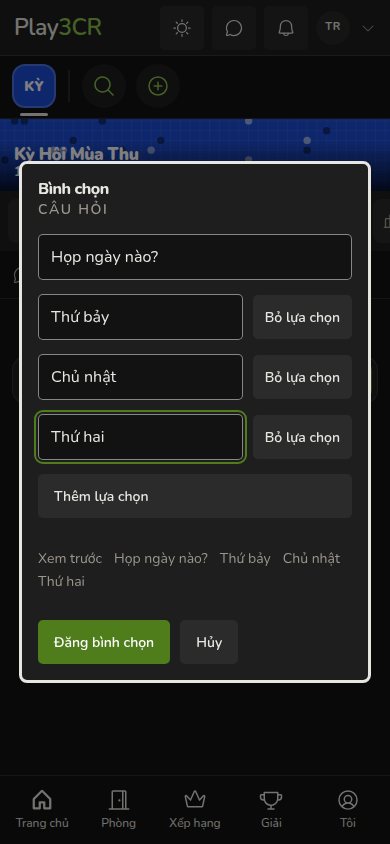 Play3CR
TR
KỲ
Kỳ Hội Mùa Thu
Bình chọn
CÂU HỎI
Họp ngày nào?
Thứ bảy
Bỏ lựa chọn
Chủ nhật
Bỏ lựa chọn
Thứ hai
Bỏ lựa chọn
Thêm lựa chọn
Xem trước Họp ngày nào? Thứ bảy Chủ nhật
Thứ hai
Đăng bình chọn
Hủy
Trang chủ
Phòng
Xếp hạng
Giải
Tôi